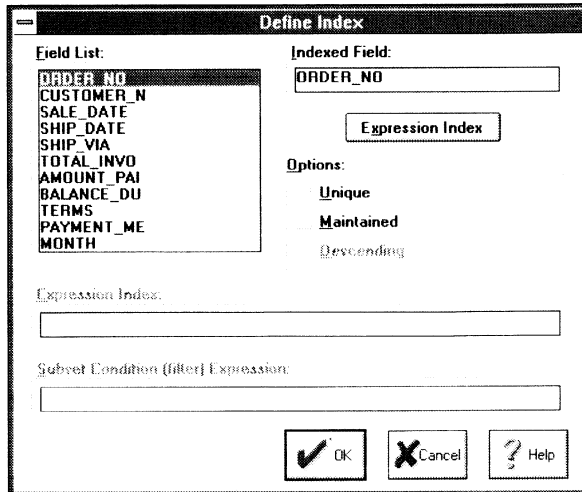 Define Index
Field List:
ORDER_NO
CUSTOMER_N
SALE_DATE
SHIP_DATE
SHIP_VIA
TOTAL_INVO
AMOUNT_PAI
BALANCE_DU
TERMS
PAYMENT_ME
MONTH
Indexed Field:
ORDER_NO
Expression Index
Options:
Unique
Maintained
Descending
Expression Index:
Subset Condition (filter) Expression:
OK
Cancel
? Help